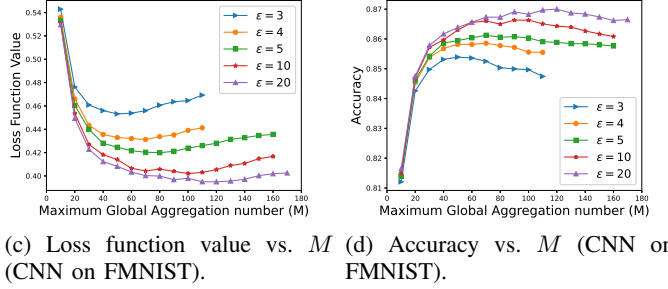 0.54
0.52
0.50
0.48
0.46
0.44
0.42
0.40
Loss Function Value
ε = 3
ε = 4
ε = 5
ε = 10
ε = 20
0 20 40 60 80 100 120 140 160 180
Maximum Global Aggregation number (M)
0.87
0.86
0.85
0.84
0.83
0.82
0.81
Accuracy
ε = 3
ε = 4
ε = 5
ε = 10
ε = 20
0 20 40 60 80 100 120 140 160 180
Maximum Global Aggregation number (M)
(c) Loss function value vs. M
(CNN on FMNIST).
(d) Accuracy vs. M (CNN on
FMNIST).